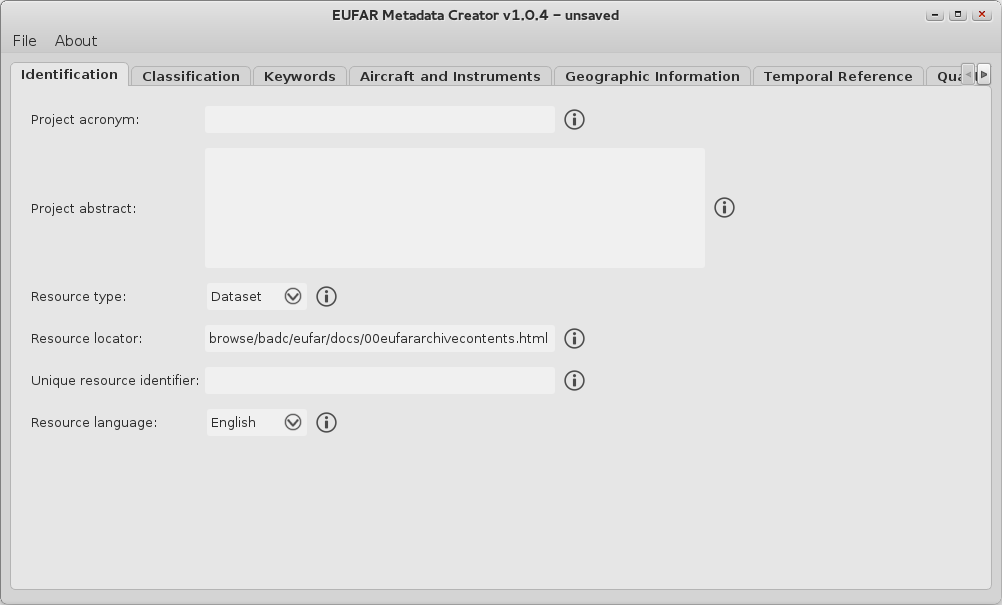 EUFAR Metadata Creator v1.0.4 - unsaved
File About
Identification Classification Keywords Aircraft and Instruments Geographic Information Temporal Reference
Project acronym:
Project abstract:
Resource type: Dataset
Resource locator: browse/badc/eufar/docs/00eufararchivecontents.html
Unique resource identifier:
Resource language: English